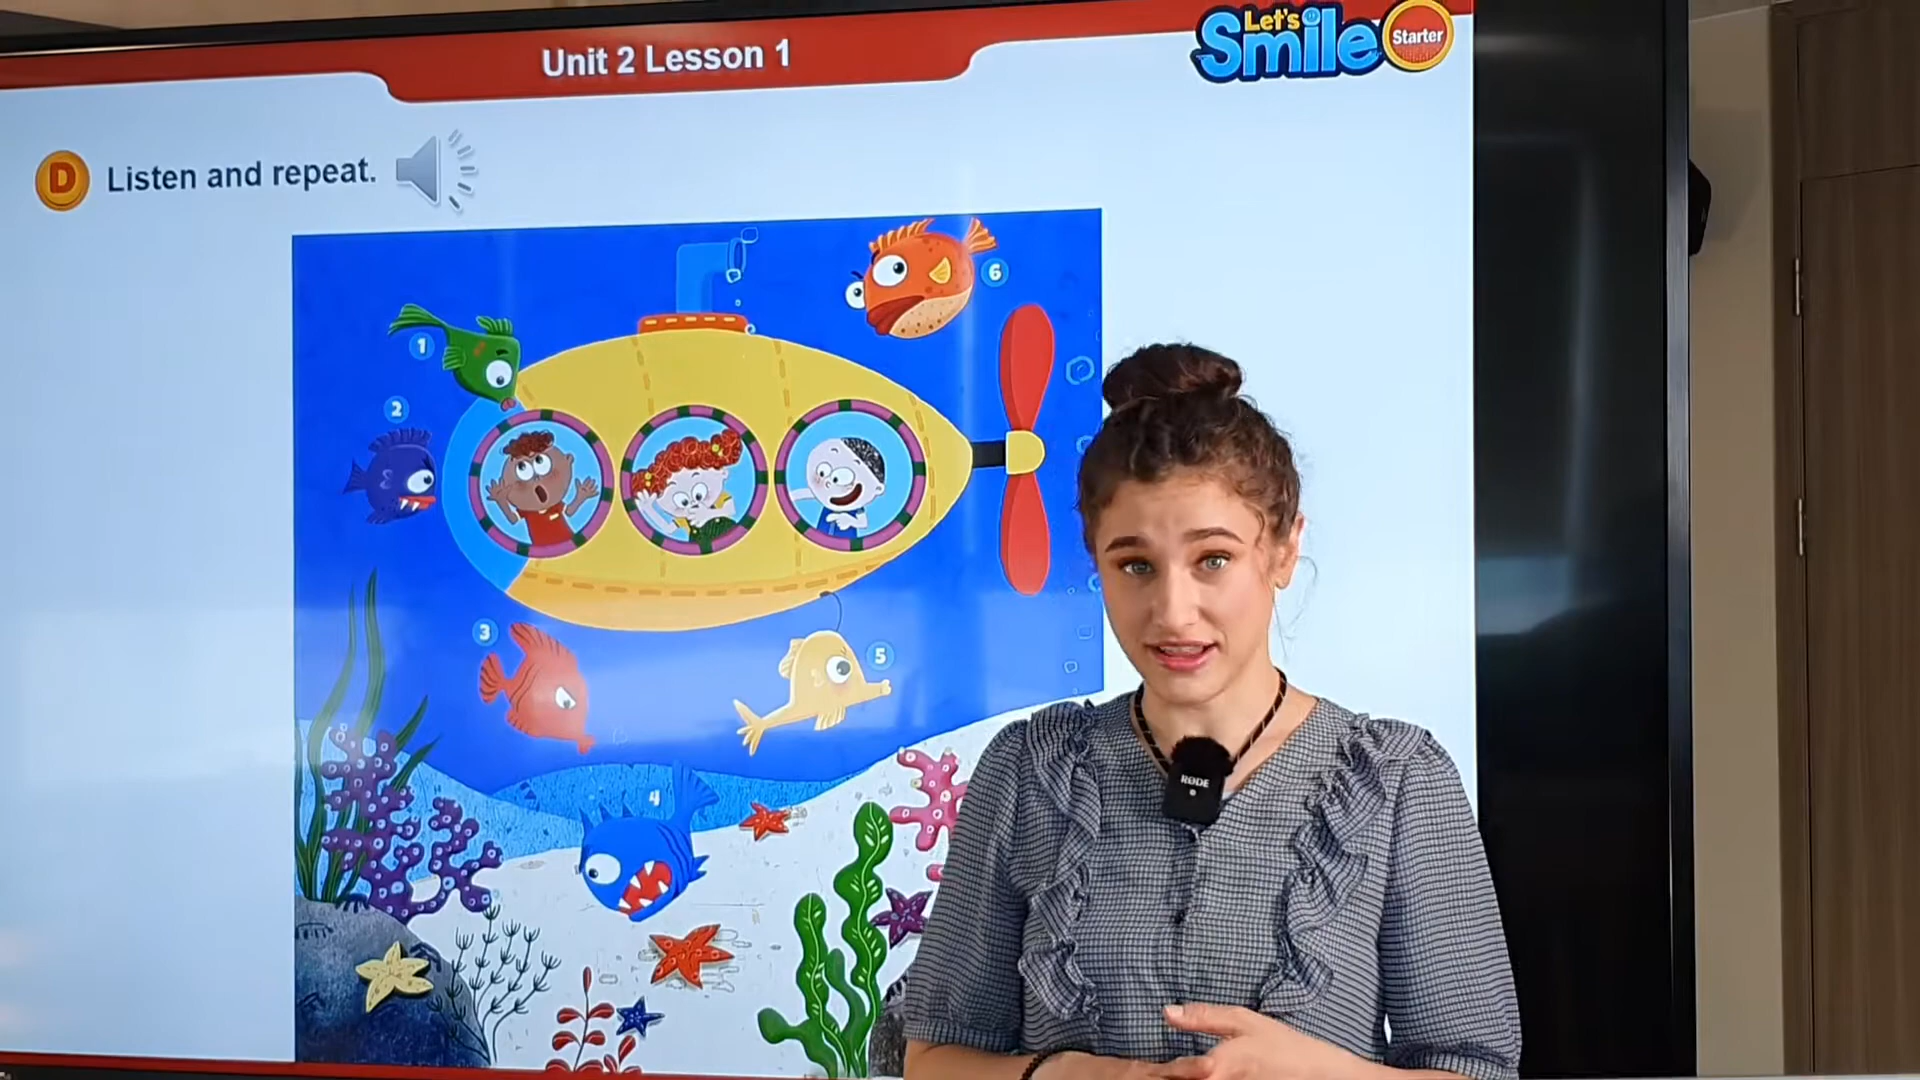 Unit 2 Lesson 1
Let's
Smile
Starter
D Listen and repeat.
6
1
2
3
5
4
RØDE